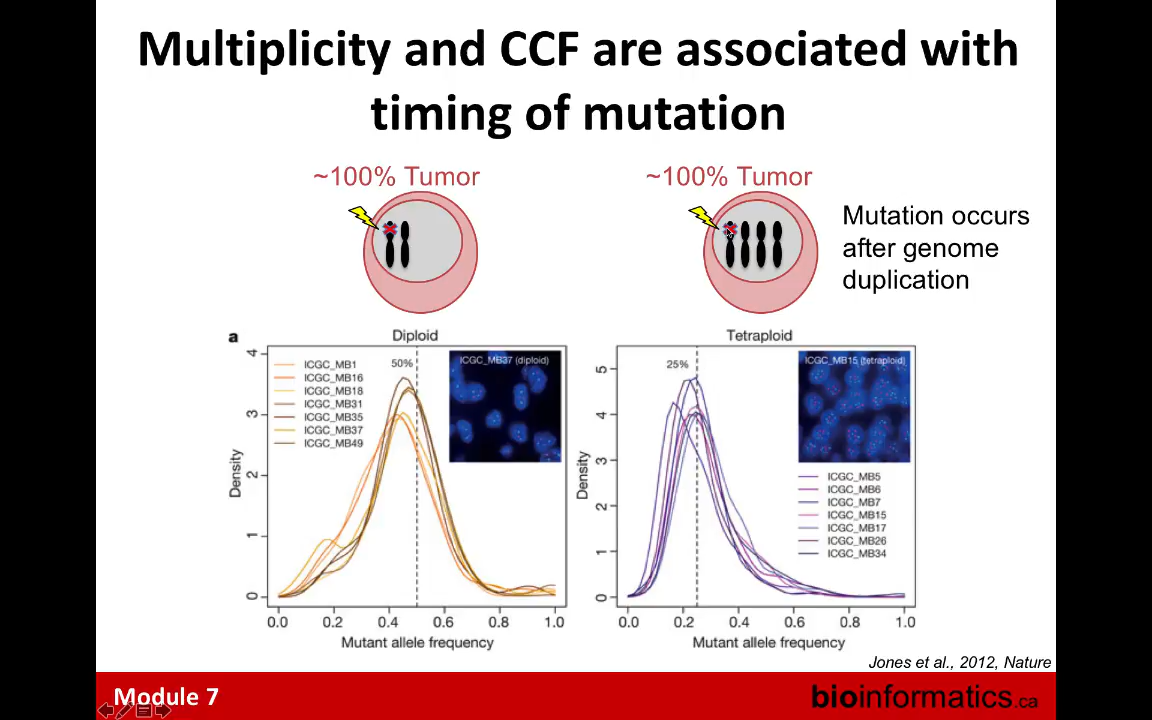 Multiplicity and CCF are associated with
timing of mutation
~100% Tumor
~100% Tumor
Mutation occurs
after genome
duplication
a
Diploid
50%
ICGC_MB37 (diploid)
ICGC_MB1
ICGC_MB16
ICGC_MB18
ICGC_MB31
ICGC_MB35
ICGC_MB37
ICGC_MB49
Density
4
3
2
1
0
0.0 0.2 0.4 0.6 0.8 1.0
Mutant allele frequency
Tetraploid
25%
ICGC_MB15 (tetraploid)
ICGC_MB5
ICGC_MB6
ICGC_MB7
ICGC_MB15
ICGC_MB17
ICGC_MB26
ICGC_MB34
Density
5
4
3
2
1
0
0.0 0.2 0.4 0.6 0.8 1.0
Mutant allele frequency
Jones et al., 2012, Nature
Module 7
bioinformatics.ca